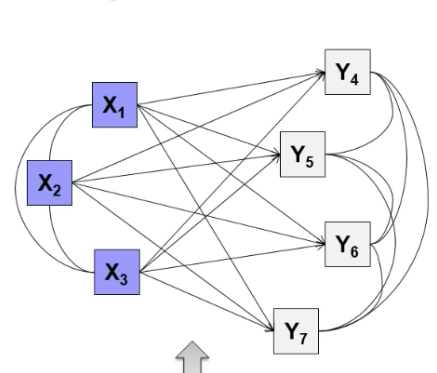 X₁
X₂
X₃
Y₄
Y₅
Y₆
Y₇